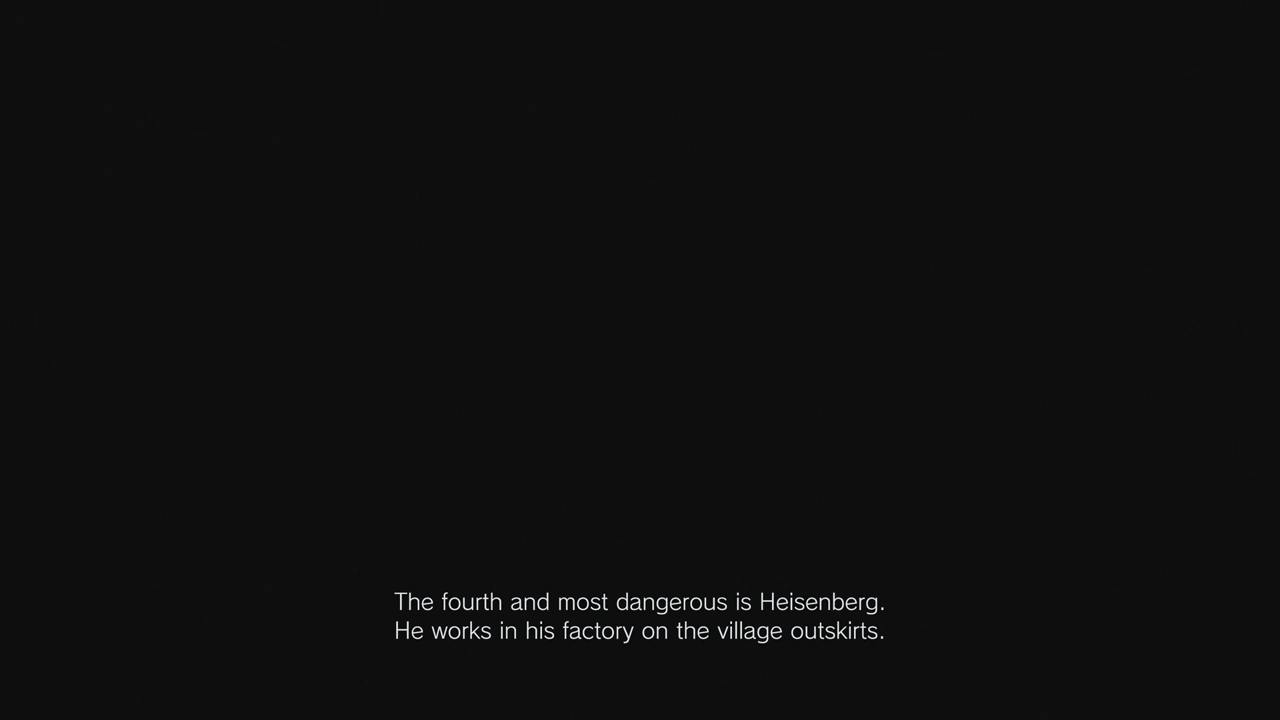 The fourth and most dangerous is Heisenberg.
He works in his factory on the village outskirts.